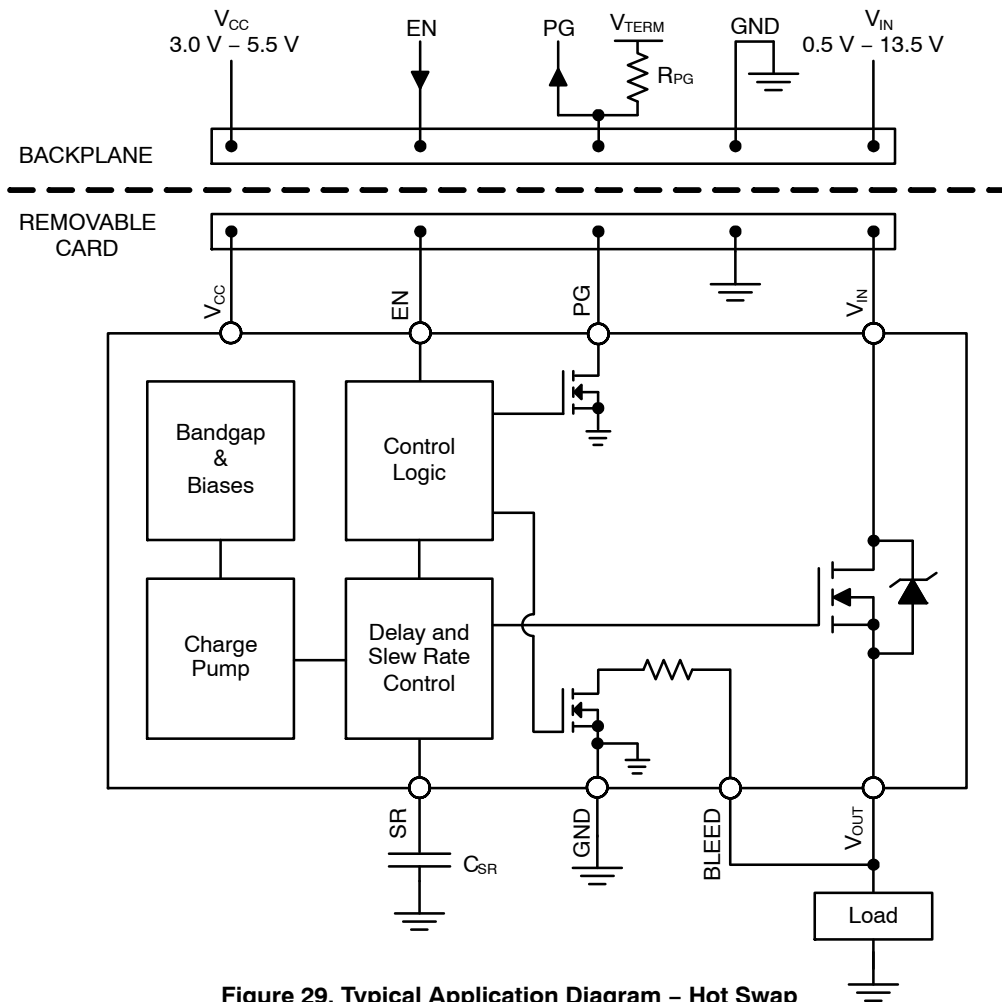 VCC
3.0 V – 5.5 V
EN
PG
VTERM
RPG
GND
VIN
0.5 V – 13.5 V
BACKPLANE
REMOVABLE
CARD
VCC
EN
PG
VIN
Bandgap
&
Biases
Control
Logic
Charge
Pump
Delay and
Slew Rate
Control
SR
GND
BLEED
VOUT
CSR
Load
Figure 29. Typical Application Diagram – Hot Swap